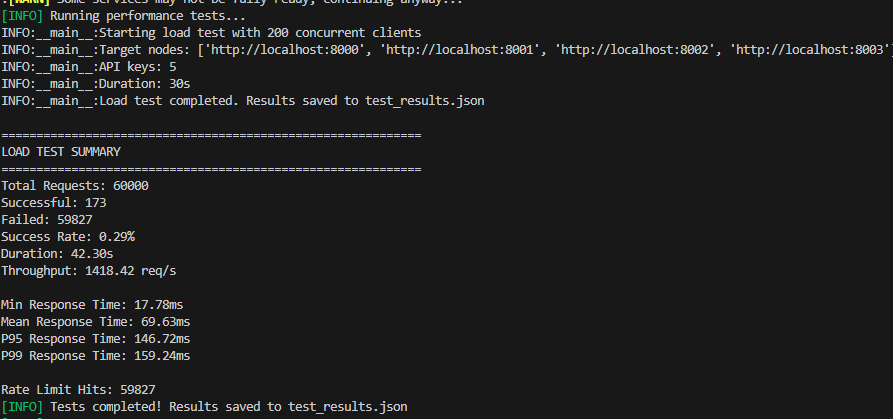 [WARN] Some services may not be fully ready, continuing anyway...
[INFO] Running performance tests...
INFO:__main__:Starting load test with 200 concurrent clients
INFO:__main__:Target nodes: ['http://localhost:8000', 'http://localhost:8001', 'http://localhost:8002', 'http://localhost:8003']
INFO:__main__:API keys: 5
INFO:__main__:Duration: 30s
INFO:__main__:Load test completed. Results saved to test_results.json
============================================================
LOAD TEST SUMMARY
============================================================
Total Requests: 60000
Successful: 173
Failed: 59827
Success Rate: 0.29%
Duration: 42.30s
Throughput: 1418.42 req/s
Min Response Time: 17.78ms
Mean Response Time: 69.63ms
P95 Response Time: 146.72ms
P99 Response Time: 159.24ms
Rate Limit Hits: 59827
[INFO] Tests completed! Results saved to test_results.json